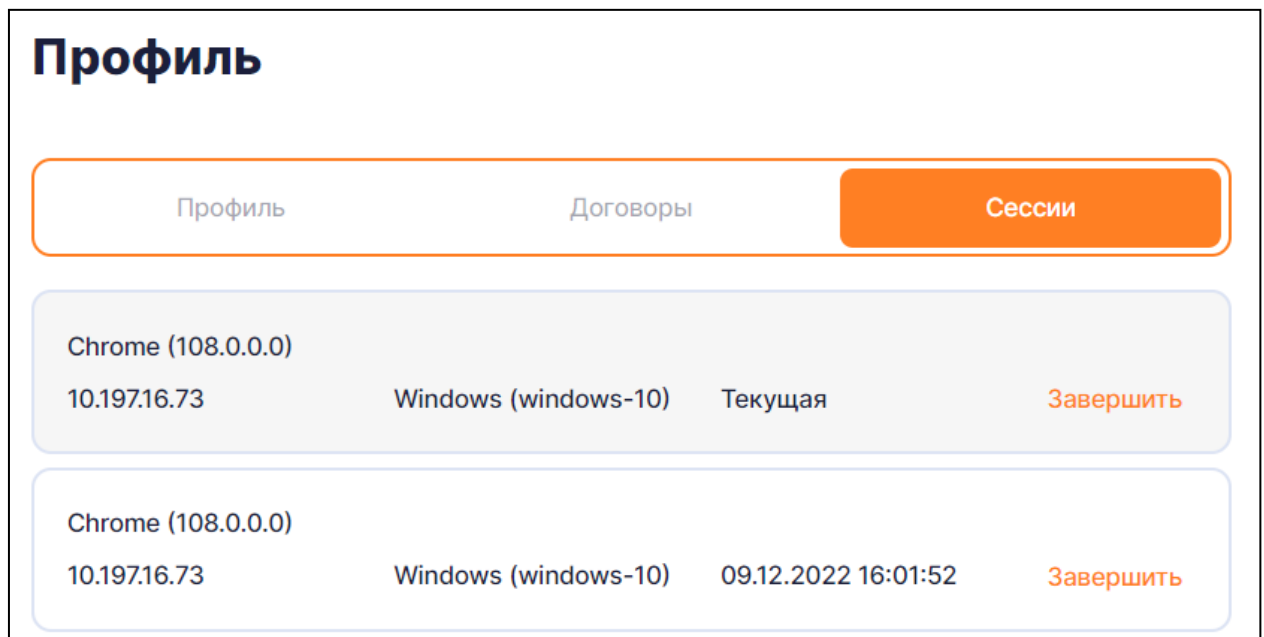 Профиль
Профиль Договоры Сессии
Chrome (108.0.0.0)
10.197.16.73 Windows (windows-10) Текущая Завершить
Chrome (108.0.0.0)
10.197.16.73 Windows (windows-10) 09.12.2022 16:01:52 Завершить